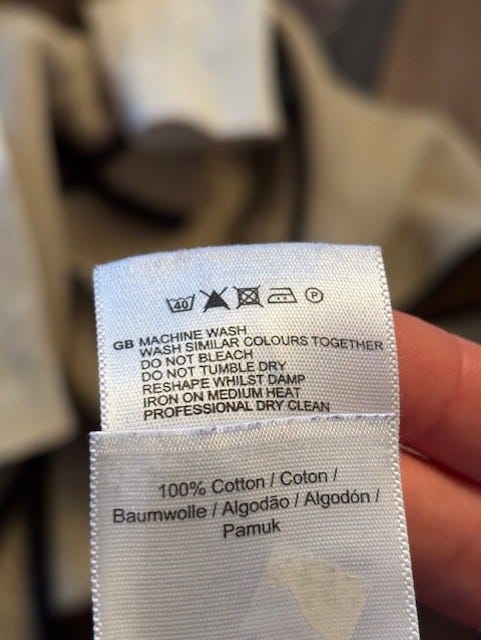 40 P
GB MACHINE WASH
WASH SIMILAR COLOURS TOGETHER
DO NOT BLEACH
DO NOT TUMBLE DRY
RESHAPE WHILST DAMP
IRON ON MEDIUM HEAT
PROFESSIONAL DRY CLEAN
100% Cotton / Coton /
Baumwolle / Algodão / Algodón /
Pamuk